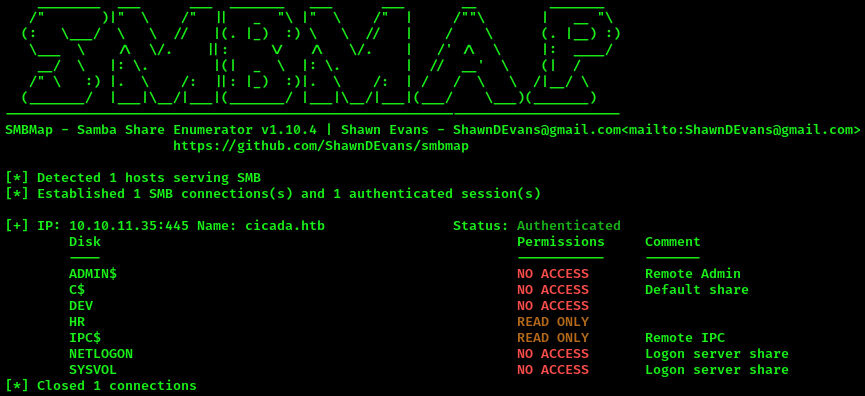 SMBMap - Samba Share Enumerator v1.10.4 | Shawn Evans - ShawnDEvans@gmail.com<mailto:ShawnDEvans@gmail.com>
https://github.com/ShawnDEvans/smbmap
[*] Detected 1 hosts serving SMB
[*] Established 1 SMB connections(s) and 1 authenticated session(s)
[+] IP: 10.10.11.35:445 Name: cicada.htb Status: Authenticated
Disk Permissions Comment
---- ----------- -------
ADMIN$ NO ACCESS Remote Admin
C$ NO ACCESS Default share
DEV NO ACCESS
HR READ ONLY
IPC$ READ ONLY Remote IPC
NETLOGON NO ACCESS Logon server share
SYSVOL NO ACCESS Logon server share
[*] Closed 1 connections